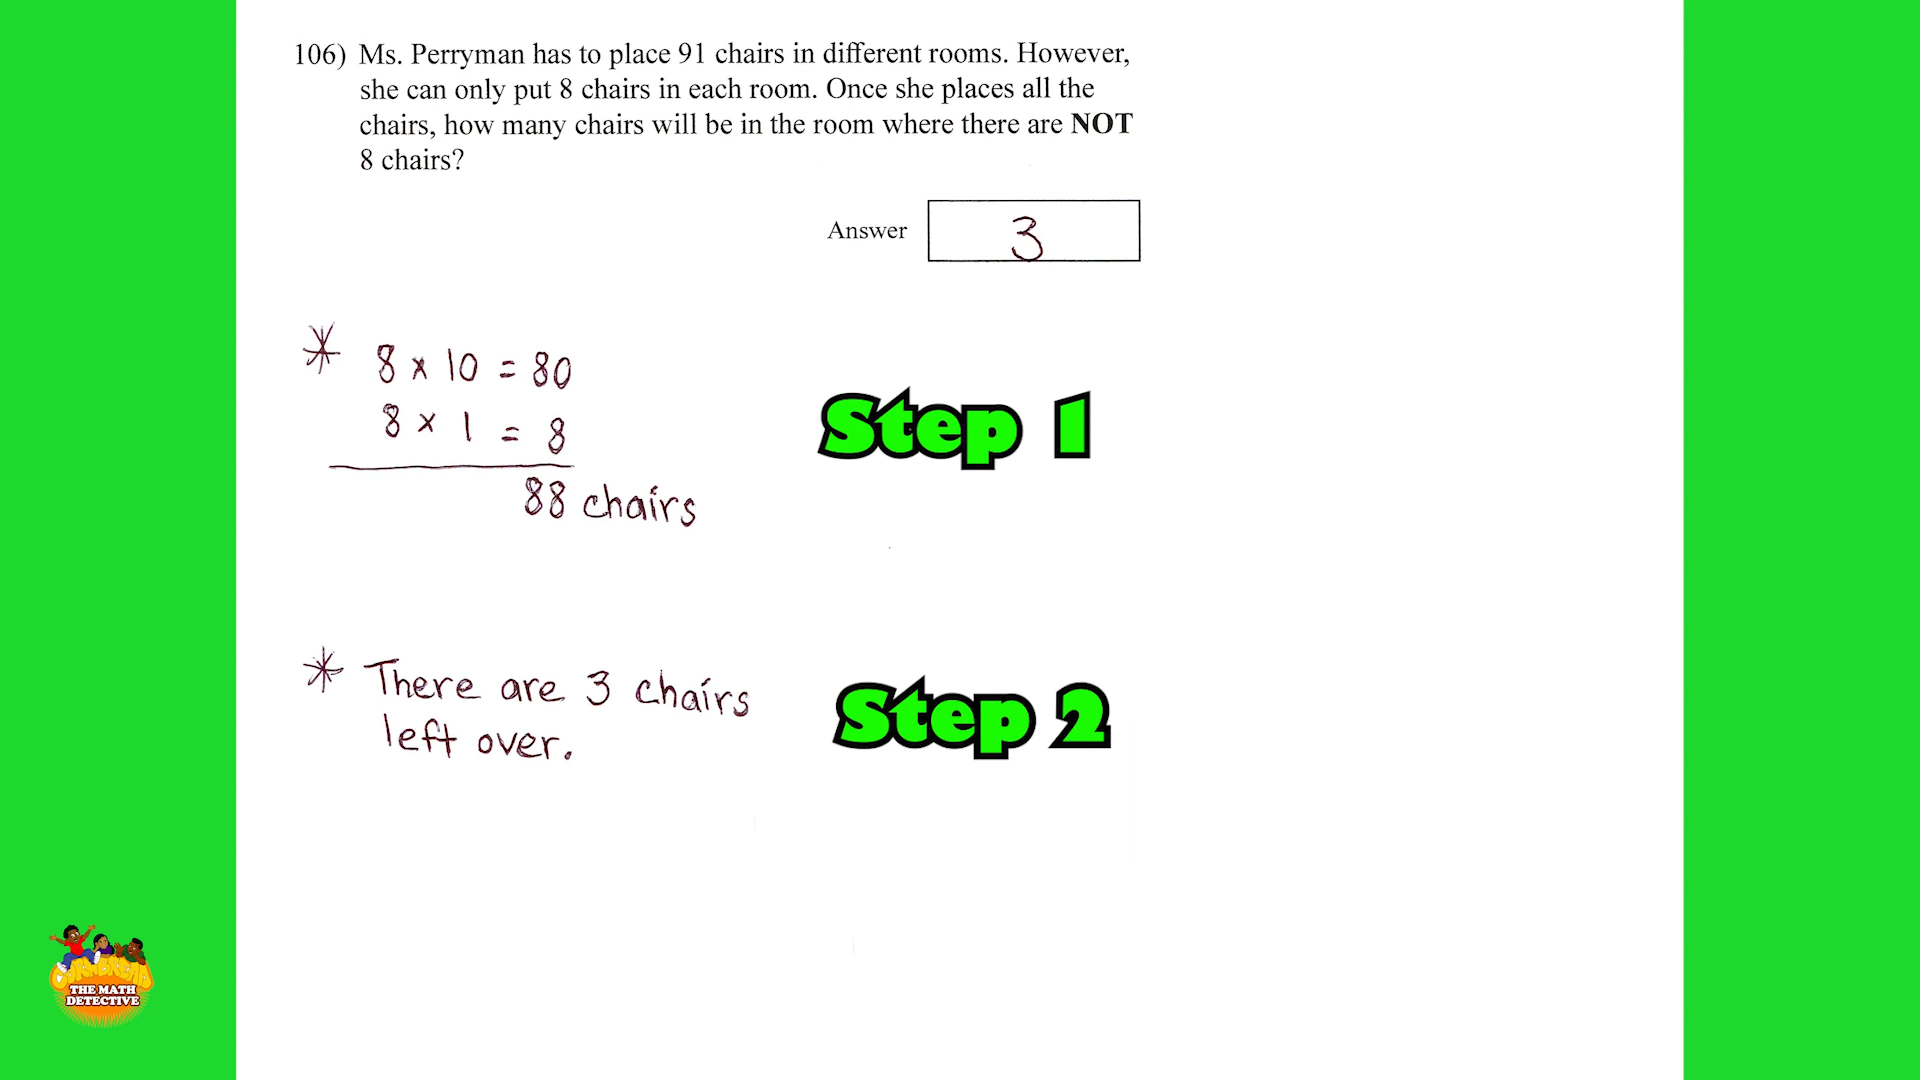 106) Ms. Perryman has to place 91 chairs in different rooms. However,
she can only put 8 chairs in each room. Once she places all the
chairs, how many chairs will be in the room where there are NOT
8 chairs?
Answer 3
* 8 x 10 = 80
8 x 1 = 8
88 chairs
Step 1
* There are 3 chairs
left over.
Step 2
THE MATH
DETECTIVE